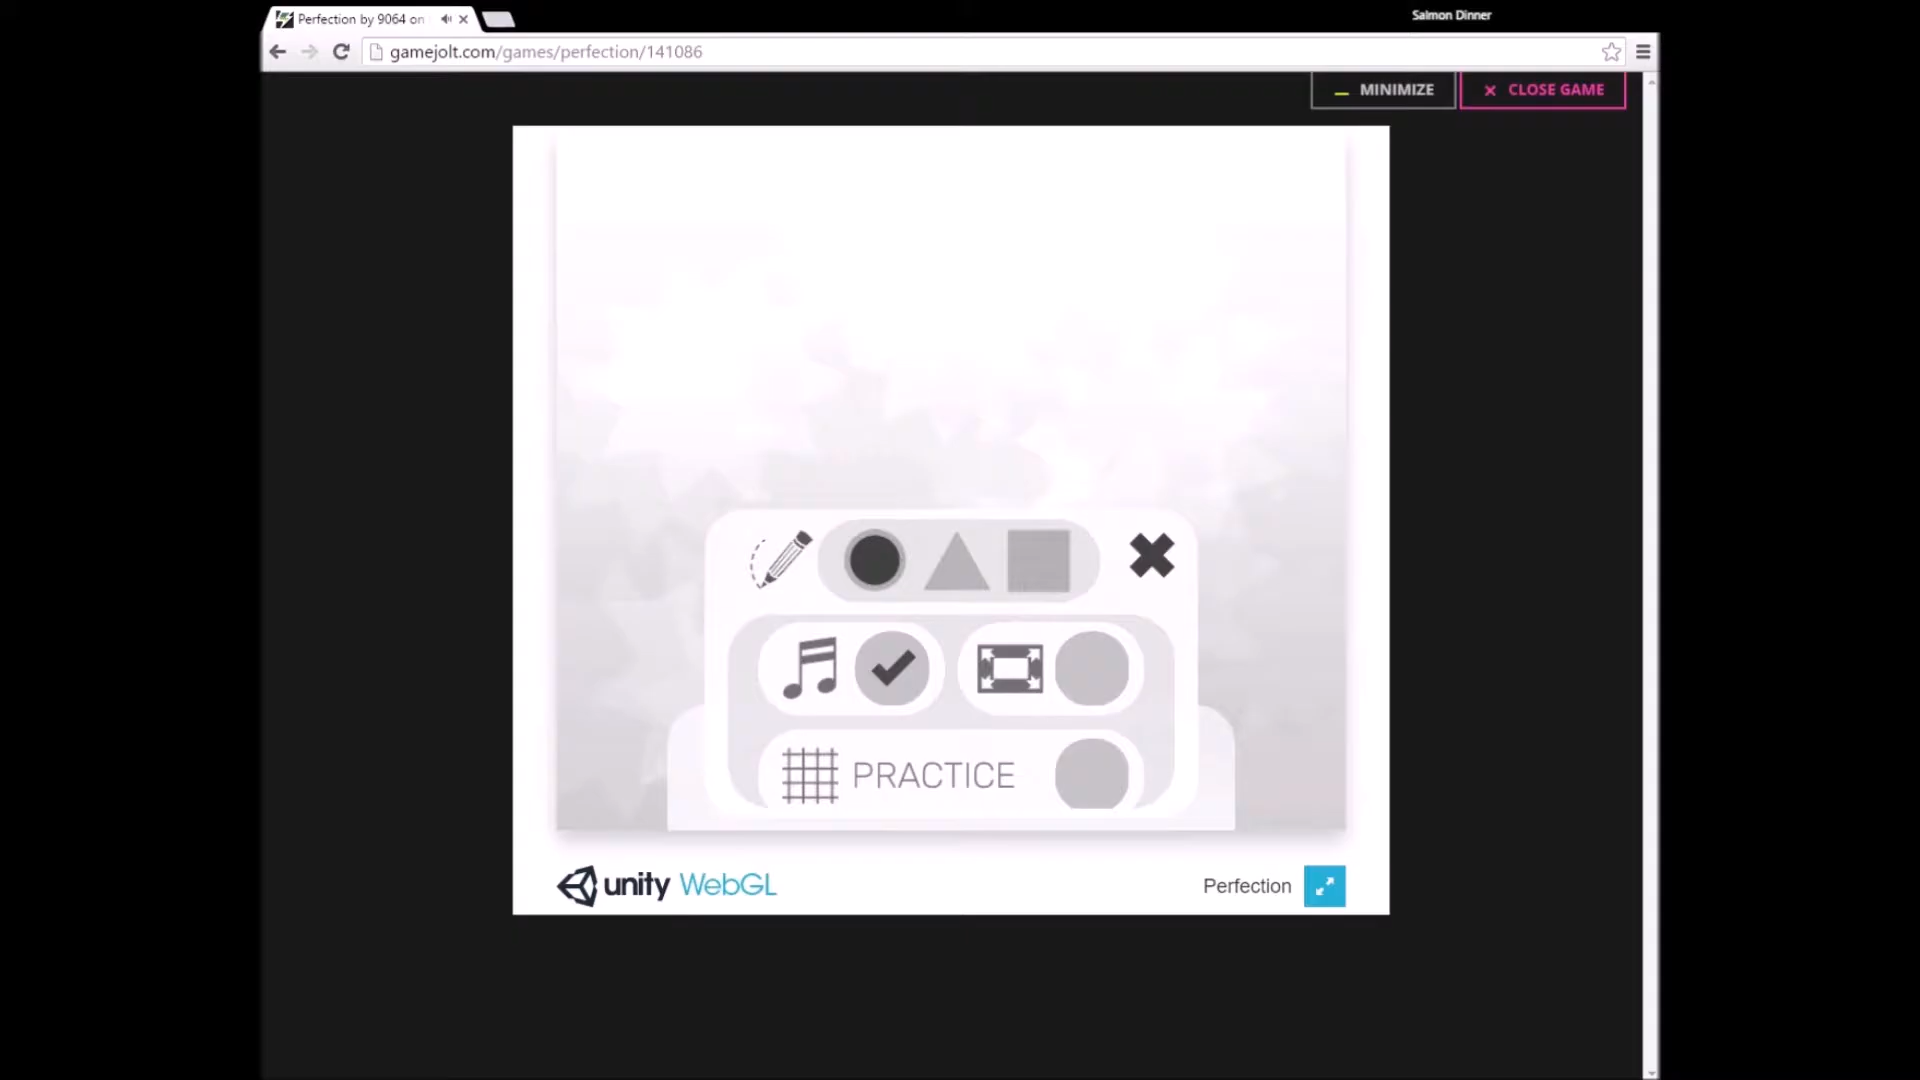 Salmon Dinner
Perfection by 9064 on
gamejolt.com/games/perfection/141086
MINIMIZE
CLOSE GAME
PRACTICE
unity WebGL
Perfection